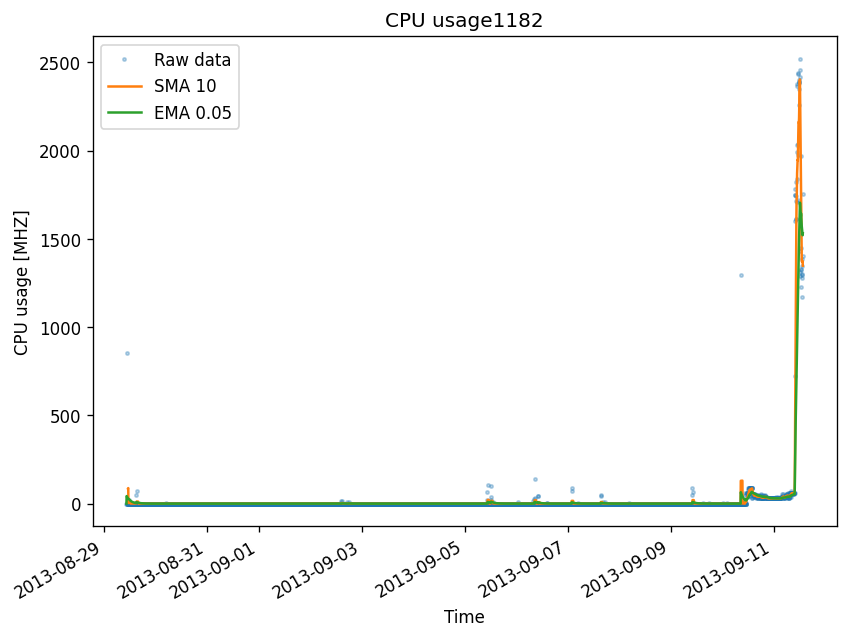 CPU usage1182
Raw data
SMA 10
EMA 0.05
CPU usage [MHZ]
2500
2000
1500
1000
500
0
2013-08-29
2013-08-31
2013-09-01
2013-09-03
2013-09-05
2013-09-07
2013-09-09
2013-09-11
Time